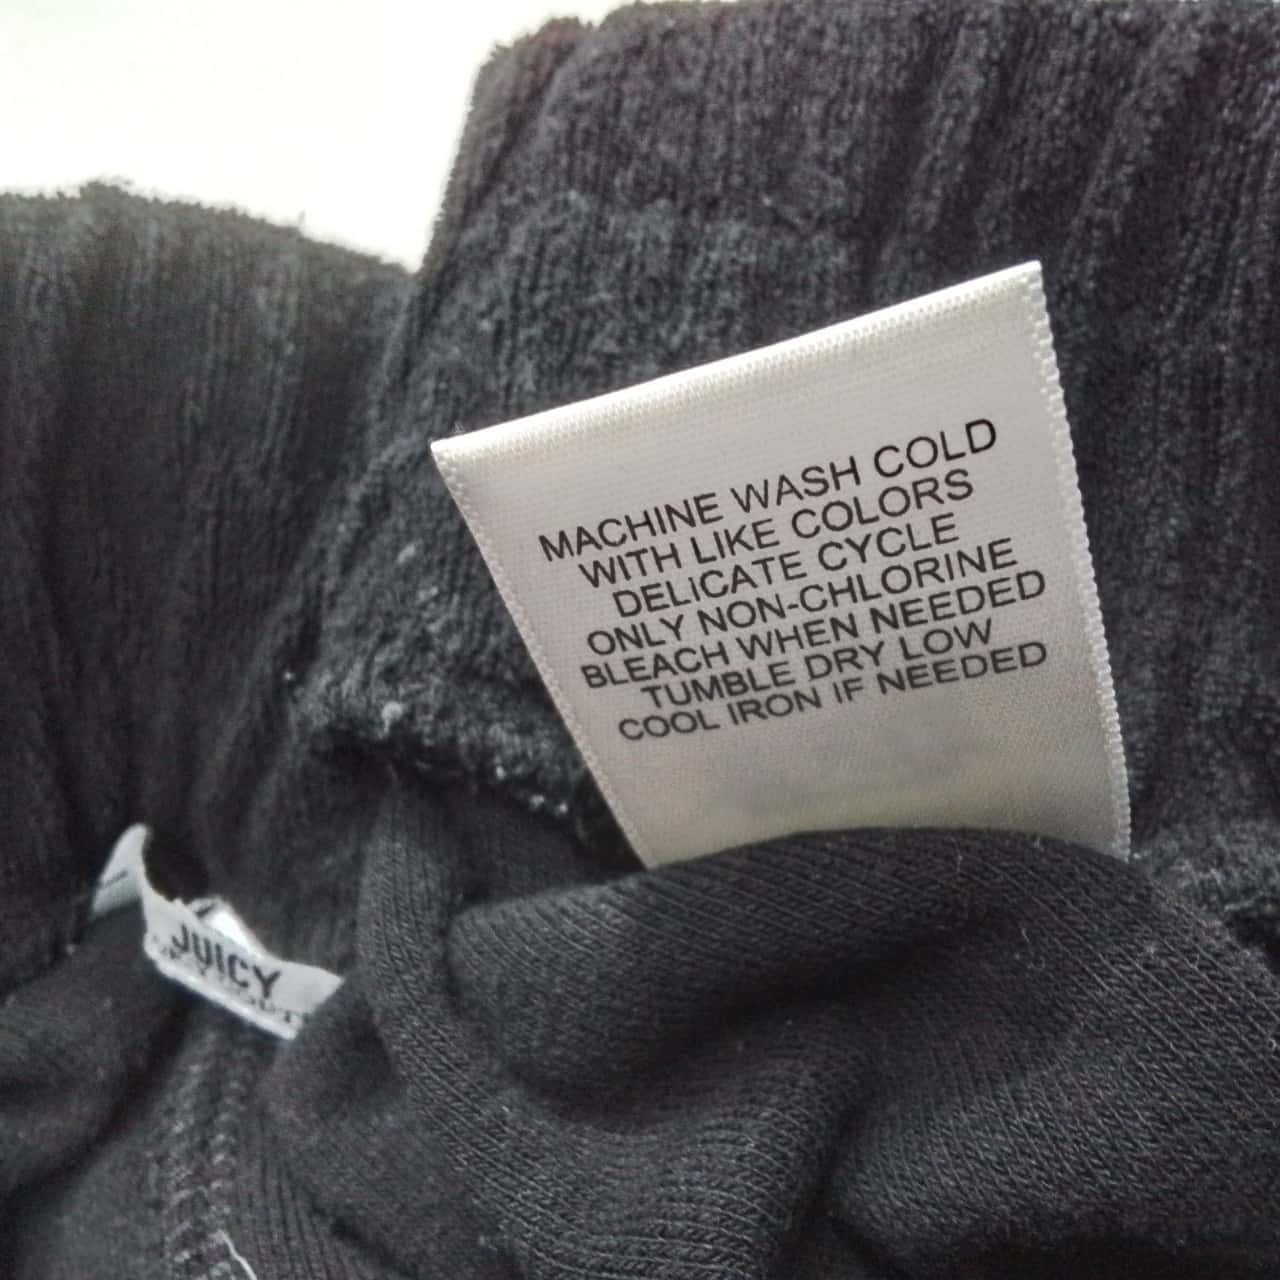 MACHINE WASH COLD
WITH LIKE COLORS
DELICATE CYCLE
ONLY NON-CHLORINE
BLEACH WHEN NEEDED
TUMBLE DRY LOW
COOL IRON IF NEEDED
JUICY